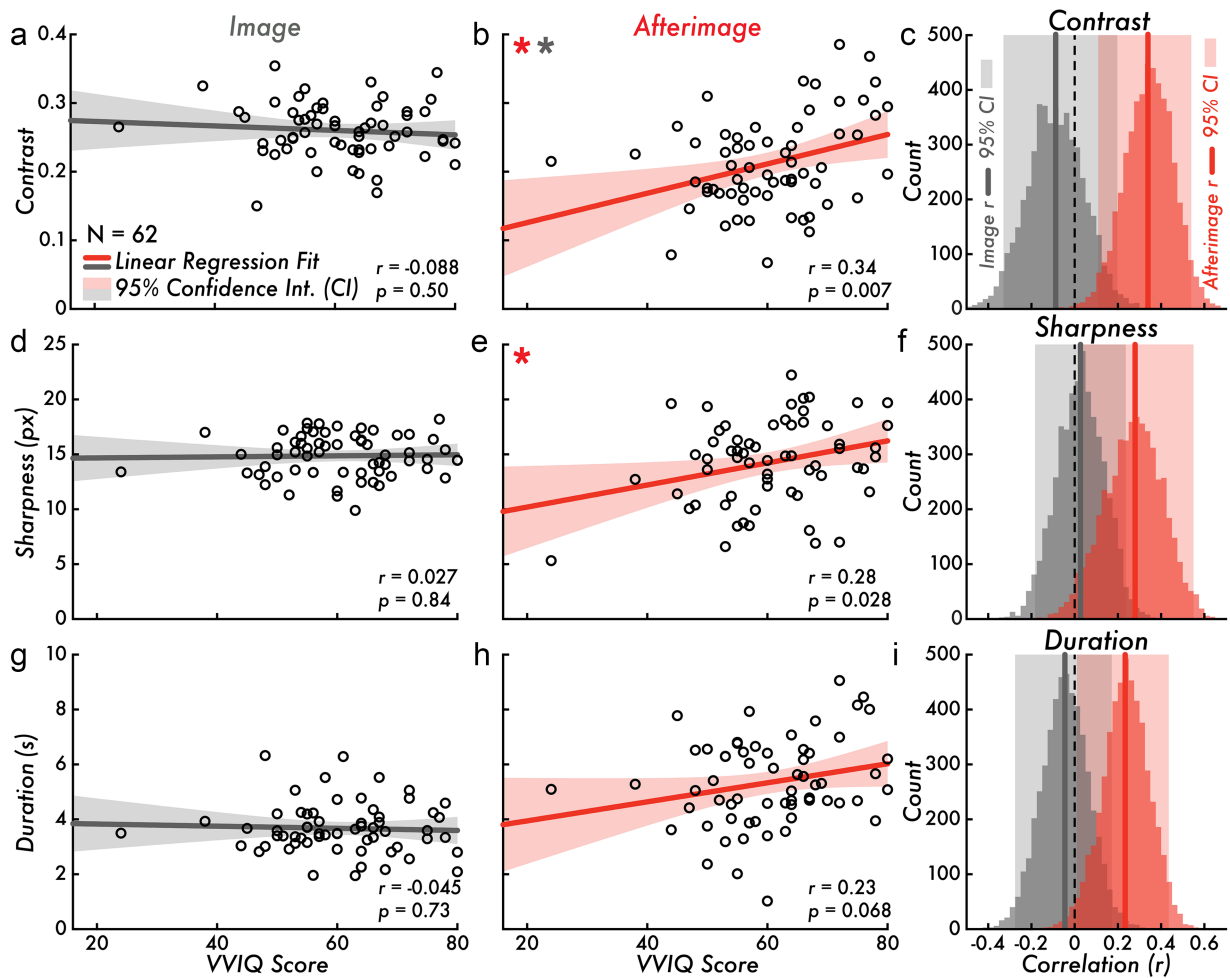 a
Image
0.4
0.3
0.2
0.1
0
Contrast
N = 62
Linear Regression Fit
95% Confidence Int. (CI)
r = -0.088
p = 0.50
b
Afterimage
* *
r = 0.34
p = 0.007
c
Contrast
500
400
300
200
100
0
Count
Image r 95% CI
Afterimage r 95% CI
d
25
20
15
10
5
0
Sharpness (px)
r = 0.027
p = 0.84
e
*
r = 0.28
p = 0.028
f
Sharpness
500
400
300
200
100
0
Count
g
10
8
6
4
2
0
Duration (s)
r = -0.045
p = 0.73
20 40 60 80
VVIQ Score
h
r = 0.23
p = 0.068
20 40 60 80
VVIQ Score
i
Duration
500
400
300
200
100
0
Count
-0.4 -0.2 0 0.2 0.4 0.6
Correlation (r)